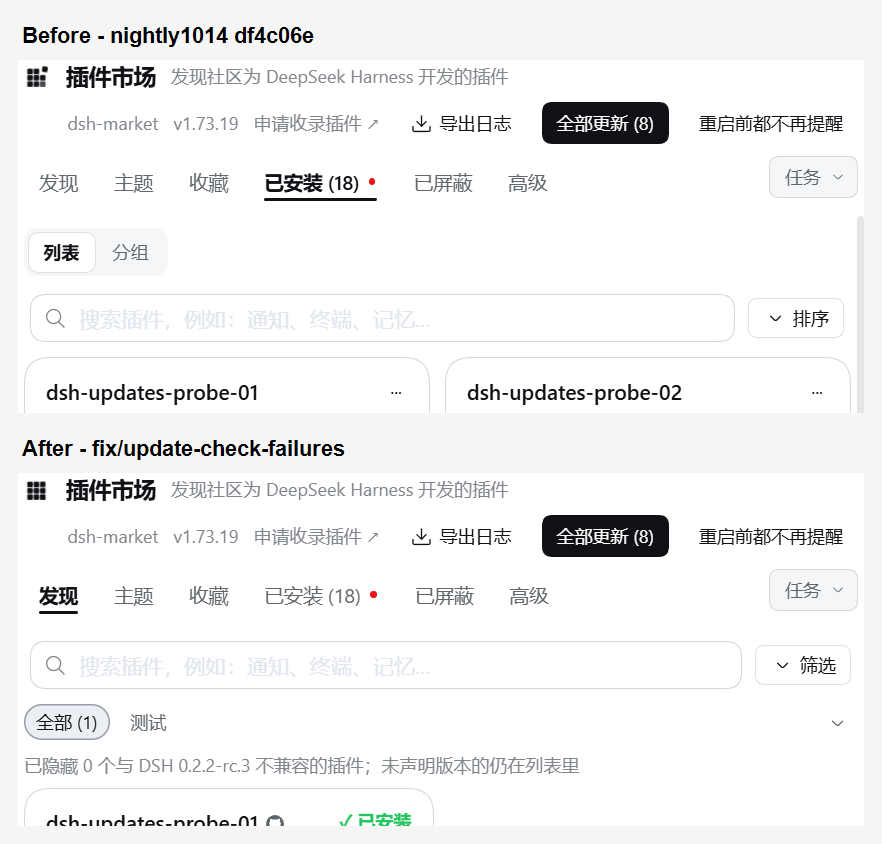 Before - nightly1014 df4c06e
插件市场 发现社区为 DeepSeek Harness 开发的插件
dsh-market v1.73.19 申请收录插件 ↗ 导出日志 全部更新 (8) 重启前都不再提醒
发现 主题 收藏 已安装 (18) 已屏蔽 高级 任务
列表 分组
搜索插件，例如：通知、终端、记忆... 排序
dsh-updates-probe-01 ... dsh-updates-probe-02 ...
After - fix/update-check-failures
插件市场 发现社区为 DeepSeek Harness 开发的插件
dsh-market v1.73.19 申请收录插件 ↗ 导出日志 全部更新 (8) 重启前都不再提醒
发现 主题 收藏 已安装 (18) 已屏蔽 高级 任务
搜索插件，例如：通知、终端、记忆... 筛选
全部 (1) 测试
已隐藏 0 个与 DSH 0.2.2-rc.3 不兼容的插件；未声明版本的仍在列表里
dsh-updates-probe-01 ✓ 已安装